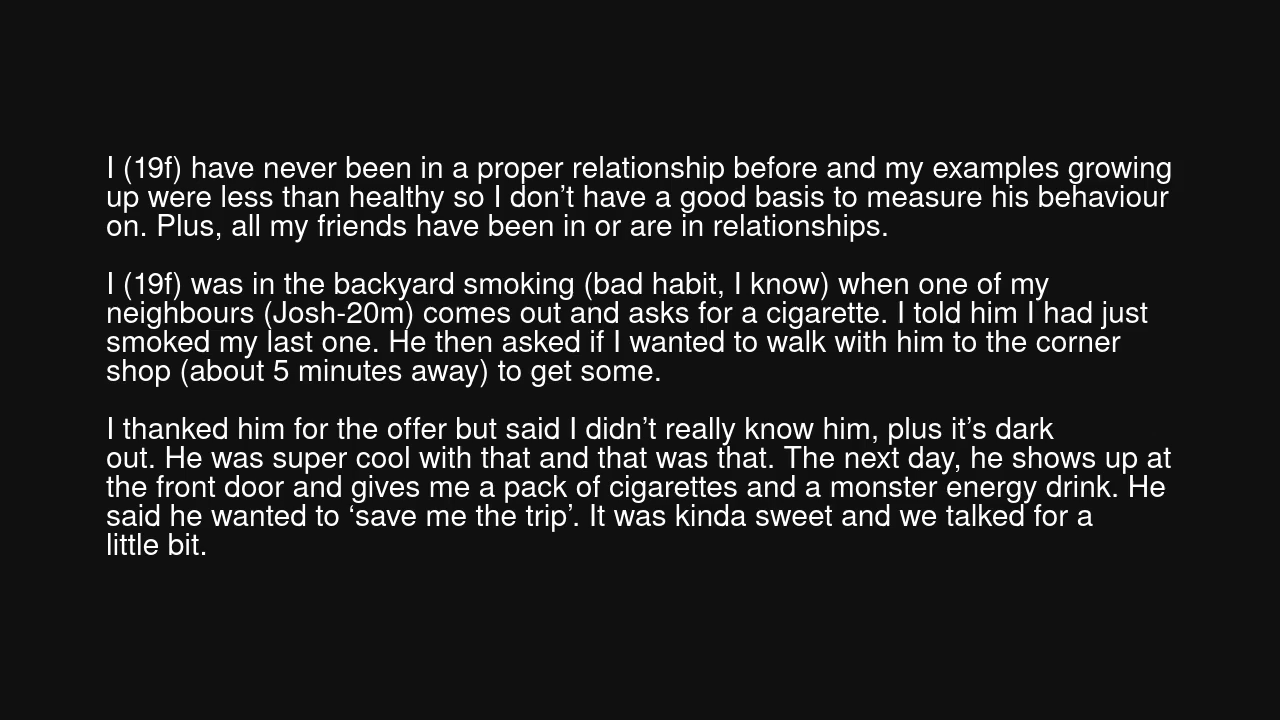 I (19f) have never been in a proper relationship before and my examples growing
up were less than healthy so I don’t have a good basis to measure his behaviour
on. Plus, all my friends have been in or are in relationships.
I (19f) was in the backyard smoking (bad habit, I know) when one of my
neighbours (Josh-20m) comes out and asks for a cigarette. I told him I had just
smoked my last one. He then asked if I wanted to walk with him to the corner
shop (about 5 minutes away) to get some.
I thanked him for the offer but said I didn’t really know him, plus it’s dark
out. He was super cool with that and that was that. The next day, he shows up at
the front door and gives me a pack of cigarettes and a monster energy drink. He
said he wanted to ‘save me the trip’. It was kinda sweet and we talked for a
little bit.